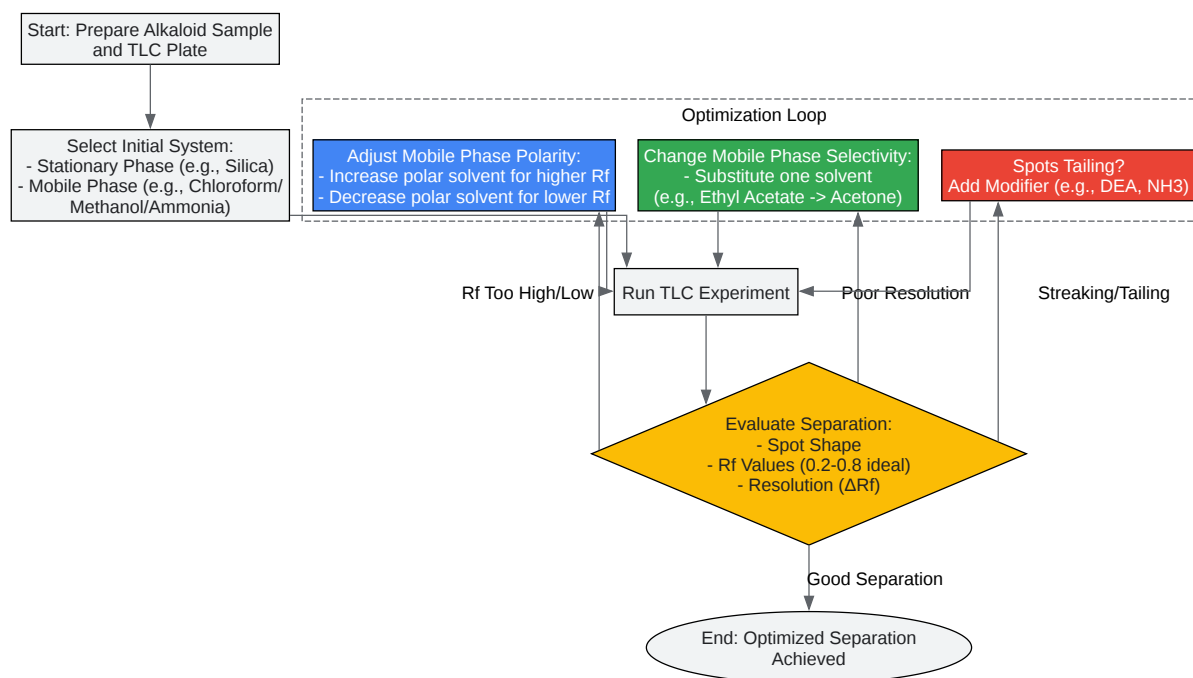 Start: Prepare Alkaloid Sample
and TLC Plate
Optimization Loop
Select Initial System:
- Stationary Phase (e.g., Silica)
- Mobile Phase (e.g., Chloroform/
Methanol/Ammonia)
Adjust Mobile Phase Polarity:
- Increase polar solvent for higher Rf
- Decrease polar solvent for lower Rf
Change Mobile Phase Selectivity:
- Substitute one solvent
(e.g., Ethyl Acetate -> Acetone)
Spots Tailing?
Add Modifier (e.g., DEA, NH3)
Rf Too High/Low
Run TLC Experiment
Poor Resolution
Streaking/Tailing
Evaluate Separation:
- Spot Shape
- Rf Values (0.2-0.8 ideal)
- Resolution (ΔRf)
Good Separation
End: Optimized Separation
Achieved